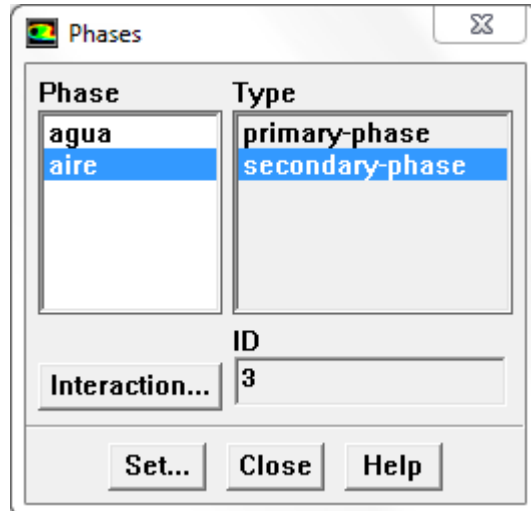 Phases
Phase
Type
agua
aire
primary-phase
secondary-phase
ID
Interaction...
3
Set...
Close
Help